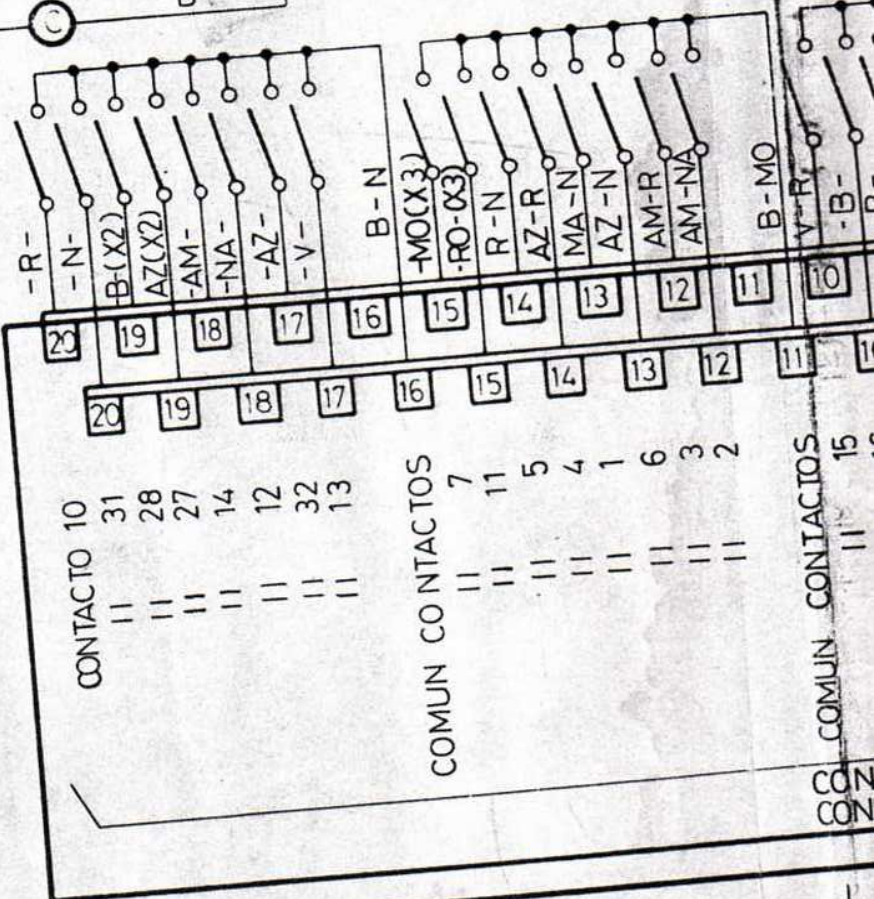 C
-R-
-N-
-B-(X2)
AZ(X2)
-AM-
-NA-
-AZ-
-V-
B-N
-MO(X3)
-RO-(X3)
R-N
AZ-R
MA-N
AZ-N
AM-R
AM-NA
B-MO
V-R
-B-
20 19 18 17 16 15 14 13 12 11 10
20 19 18 17 16 15 14 13 12 11
CONTACTO 10
" 31
" 28
" 27
" 14
" 12
" 32
" 13
COMUN CONTACTOS
" 7
" 11
" 5
" 4
" 1
" 6
" 3
" 2
COMUN CONTACTOS
" 15